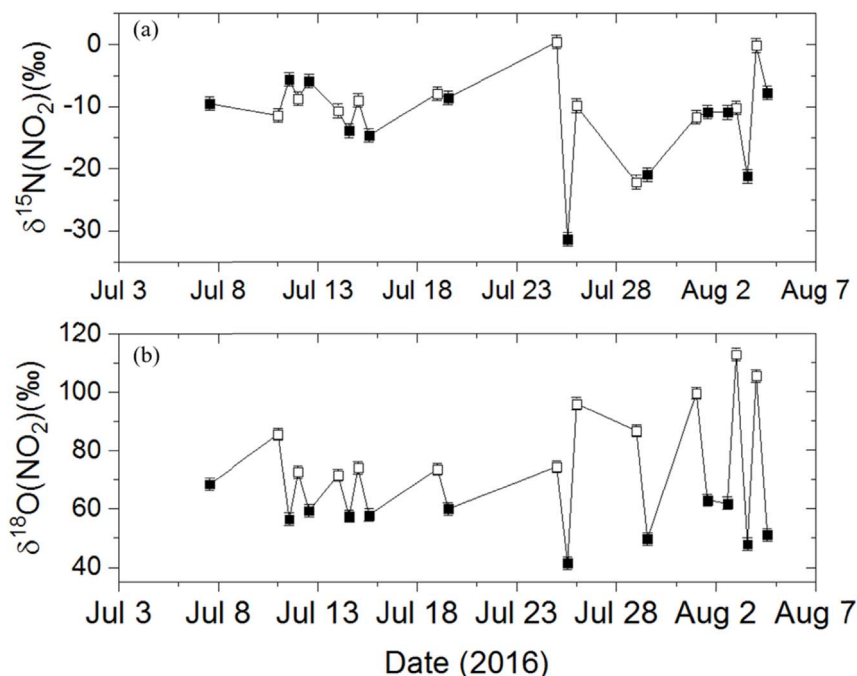 (a)
δ¹⁵N(NO₂)(‰)
0
-10
-20
-30
Jul 3 Jul 8 Jul 13 Jul 18 Jul 23 Jul 28 Aug 2 Aug 7
(b)
δ¹⁸O(NO₂)(‰)
120
100
80
60
40
Jul 3 Jul 8 Jul 13 Jul 18 Jul 23 Jul 28 Aug 2 Aug 7
Date (2016)